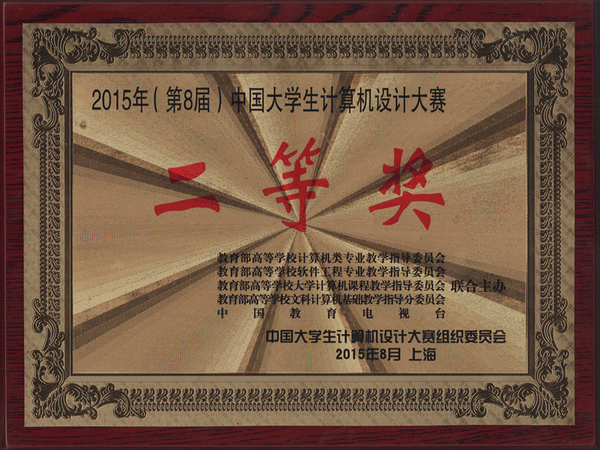 2015年（第8届）中国大学生计算机设计大赛
二等奖
教育部高等学校计算机类专业教学指导委员会
教育部高等学校软件工程专业教学指导委员会
教育部高等学校大学计算机课程教学指导委员会 联合主办
教育部高等学校文科计算机基础教学指导分委员会
中国教育电视台
中国大学生计算机设计大赛组织委员会
2015年8月 上海